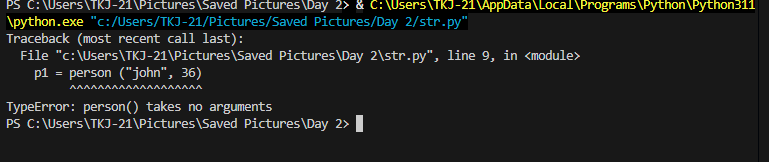 PS C:\Users\TKJ-21\Pictures\Saved Pictures\Day 2> & C:\Users\TKJ-21\AppData\Local\Programs\Python\Python311
\python.exe "c:/Users/TKJ-21/Pictures/Saved Pictures/Day 2/str.py"
Traceback (most recent call last):
  File "c:\Users\TKJ-21\Pictures\Saved Pictures\Day 2\str.py", line 9, in <module>
    p1 = person ("john", 36)
         ^^^^^^^^^^^^^^^^^^^
TypeError: person() takes no arguments
PS C:\Users\TKJ-21\Pictures\Saved Pictures\Day 2>